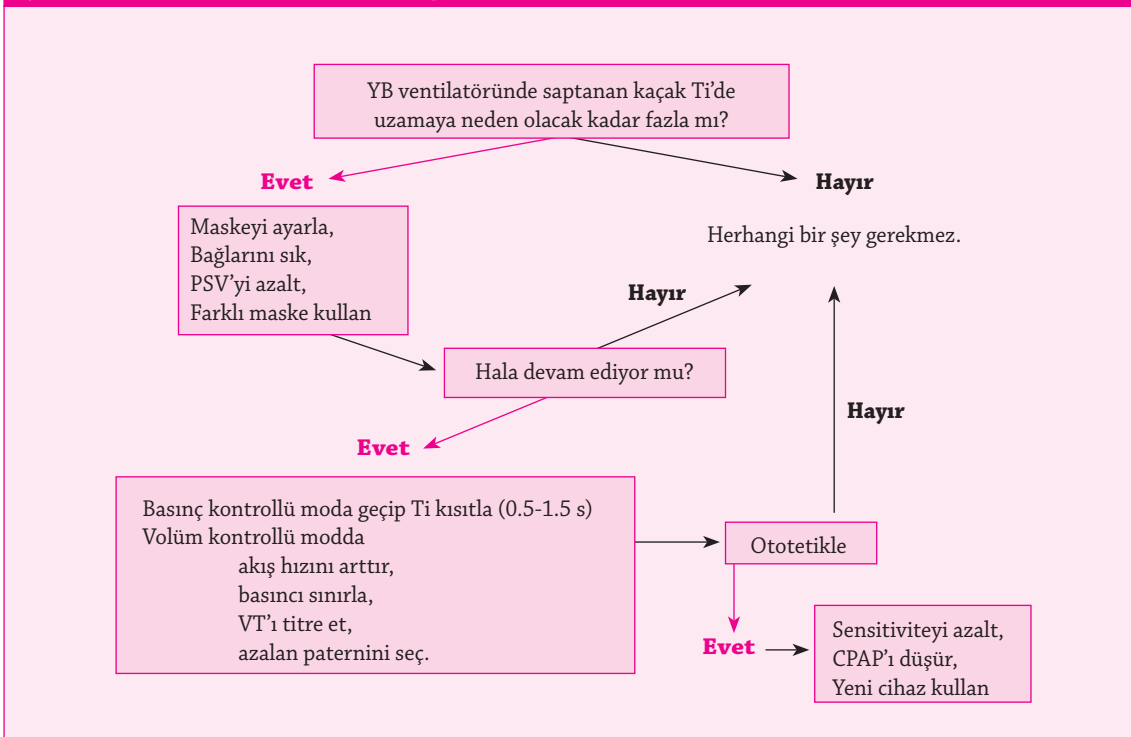 YB ventilatöründe saptanan kaçak Ti’de
uzamaya neden olacak kadar fazla mı?
Evet
Hayır
Maskeyi ayarla,
Bağlarını sık,
PSV’yi azalt,
Farklı maske kullan
Herhangi bir şey gerekmez.
Hayır
Hala devam ediyor mu?
Evet
Hayır
Basınç kontrollü moda geçip Ti kısıtla (0.5-1.5 s)
Volüm kontrollü modda
akış hızını arttır,
basıncı sınırla,
VT’ı titre et,
azalan paternini seç.
Ototetikle
Evet
Sensitiviteyi azalt,
CPAP’ı düşür,
Yeni cihaz kullan